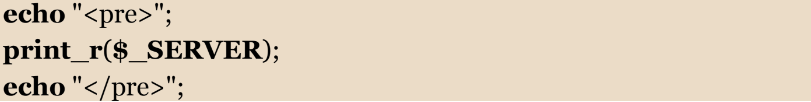 echo "<pre>";
print_r($_SERVER);
echo "</pre>";